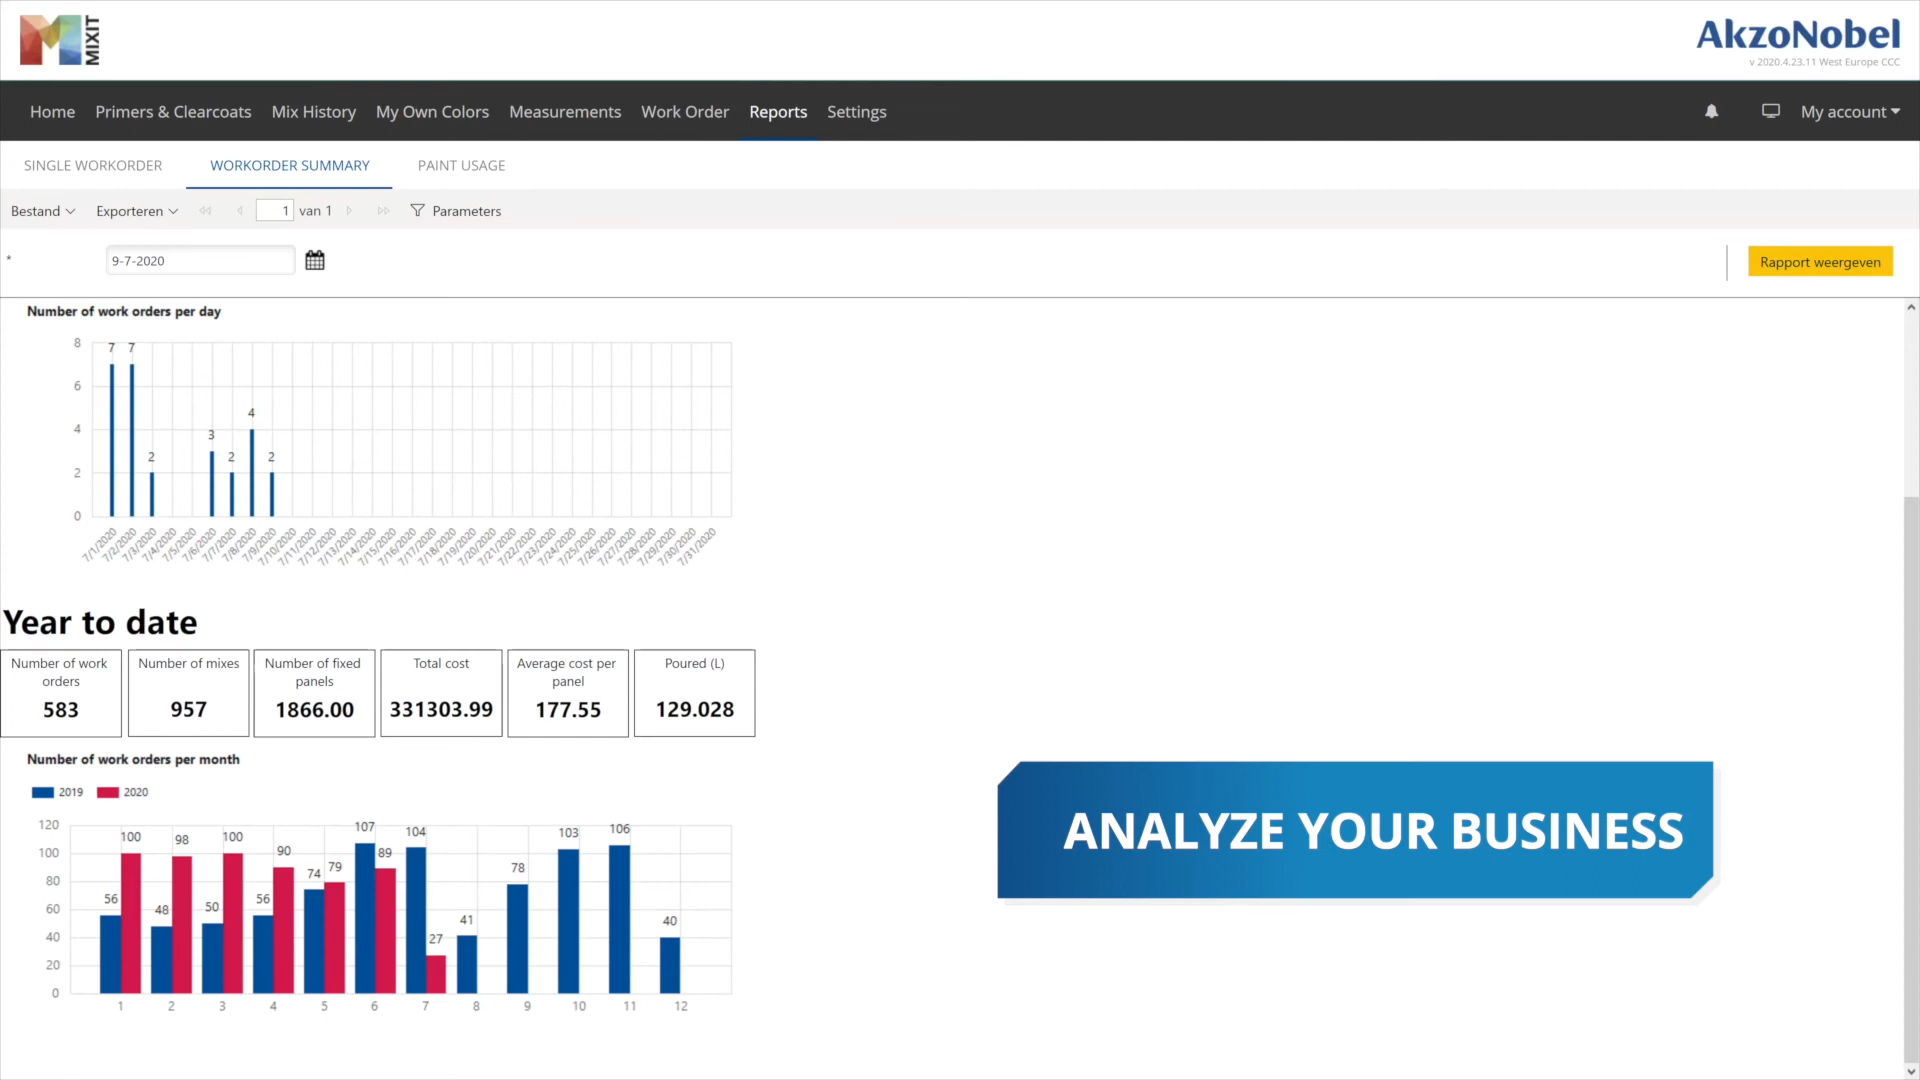 MIXIT
AkzoNobel
v 2020.4.23.11 West Europe CCC
Home Primers & Clearcoats Mix History My Own Colors Measurements Work Order Reports Settings My account
SINGLE WORKORDER WORKORDER SUMMARY PAINT USAGE
Bestand Exporteren 1 van 1 Parameters
* 9-7-2020 Rapport weergeven
Number of work orders per day
8
6
4
2
0
7 7 2 3 2 4 2
7/1/2020 7/2/2020 7/3/2020 7/4/2020 7/5/2020 7/6/2020 7/7/2020 7/8/2020 7/9/2020 7/10/2020 7/11/2020 7/12/2020 7/13/2020 7/14/2020 7/15/2020 7/16/2020 7/17/2020 7/18/2020 7/19/2020 7/20/2020 7/21/2020 7/22/2020 7/23/2020 7/24/2020 7/25/2020 7/26/2020 7/27/2020 7/28/2020 7/29/2020 7/30/2020 7/31/2020
Year to date
Number of work orders
583
Number of mixes
957
Number of fixed panels
1866.00
Total cost
331303.99
Average cost per panel
177.55
Poured (L)
129.028
Number of work orders per month
2019 2020
120
100
80
60
40
20
0
56 100 48 98 50 100 56 90 74 79 107 89 104 27 41 78 103 106 40
1 2 3 4 5 6 7 8 9 10 11 12
ANALYZE YOUR BUSINESS